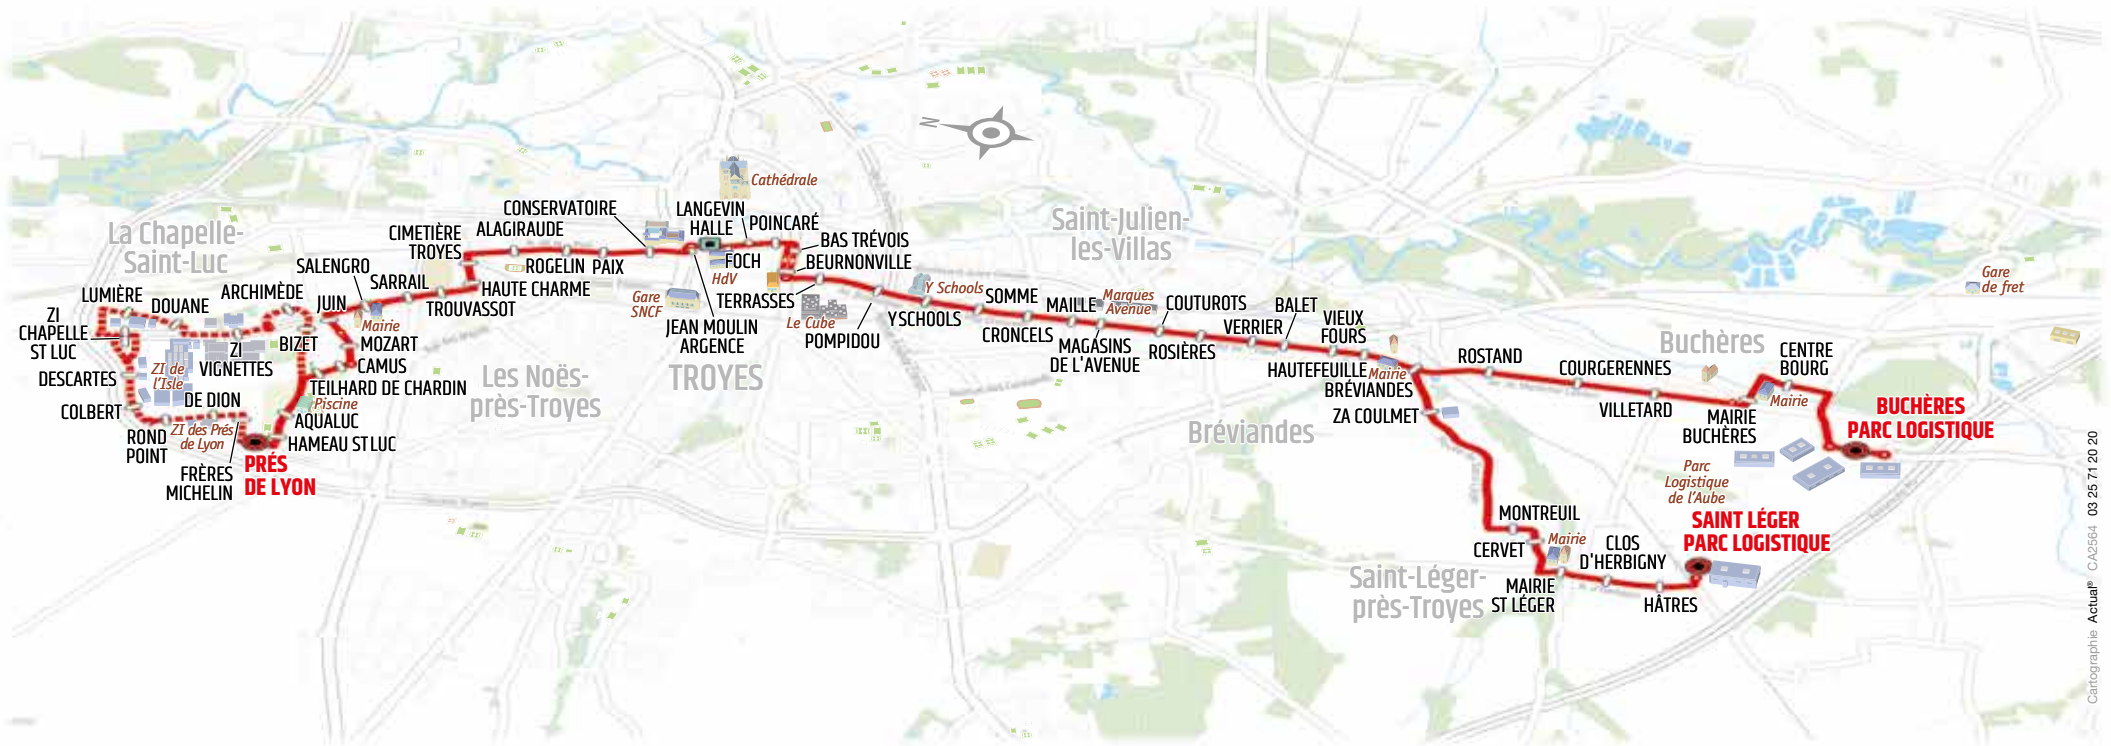 N
Cathédrale
CONSERVATOIRE
LANGEVIN
HALLE
POINCARÉ
ALAGIRAUDE
CIMETIÈRE
TROYES
La Chapelle-
Saint-Luc
Saint-Julien-
les-Villas
BAS TRÉVOIS
BEURNONVILLE
FOCH
HdV
ROGELIN
PAIX
SALENGRO
SARRAIL
HAUTE CHARME
TROUVASSOT
TERRASSES
Gare
SNCF
Le Cube
POMPIDOU
JEAN MOULIN
ARGENCE
TROYES
Y Schools
YSCHOOLS
SOMME
CRONCELS
MAILLE
Marques
Avenue
MAGASINS
DE L'AVENUE
COUTUROTS
ROSIÈRES
VERRIER
BALET
VIEUX
FOURS
HAUTEFEUILLE
Mairie
BRÉVIANDES
ZA COULMET
Bréviandes
Gare
de fret
LUMIÈRE
DOUANE
ARCHIMÈDE
JUIN
ZI
CHAPELLE
ST LUC
Mairie
MOZART
BIZET
ZI
VIGNETTES
CAMUS
ZI de
l'Isle
DESCARTES
TEILHARD DE CHARDIN
Piscine
COLBERT
DE DION
AQUALUC
ZI des Prés
de Lyon
HAMEAU ST LUC
ROND
POINT
FRÈRES
MICHELIN
PRÉS
DE LYON
Les Noës-
près-Troyes
ROSTAND
COURGERENNES
VILLETARD
Buchères
MAIRIE
BUCHÈRES
Mairie
CENTRE
BOURG
BUCHÈRES
PARC LOGISTIQUE
Parc
Logistique
de l'Aube
SAINT LÉGER
PARC LOGISTIQUE
MONTREUIL
CERVET
Mairie
CLOS
D'HERBIGNY
MAIRIE
ST LÉGER
HÂTRES
Saint-Léger-
près-Troyes
Cartographie Actual® CA2564 03 25 71 20 20